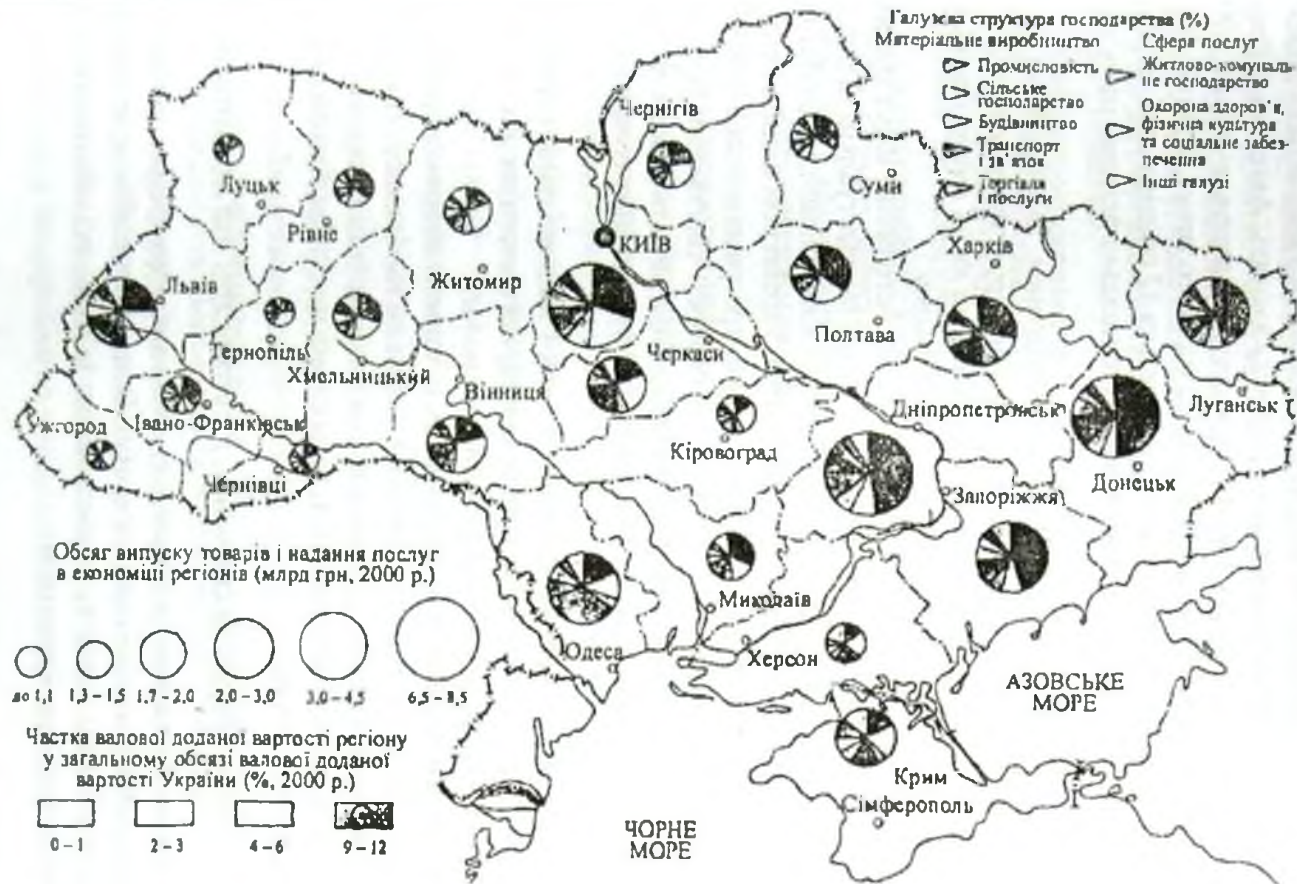 Галузева структура господарства (%)
Матеріальне виробництво
Промисловість
Сільське
господарство
Будівництво
Транспорт
і зв'язок
Торгівля
і послуги
Сфера послуг
Житлово-комуналь-
не господарство
Охорона здоров'я,
фізична культура
та соціальне забез-
печення
Інші галузі
Чернігів
Луцьк
Суми
Рівне
КИЇВ
Харків
Житомир
Львів
Полтава
Тернопіль
Черкаси
Хмельницький
Вінниця
Дніпропетровськ
Луганськ
Ужгород
Івано-Франківськ
Кіровоград
Донецьк
Чернівці
Запоріжжя
Обсяг випуску товарів і надання послуг
в економіці регіонів (млрд грн, 2000 р.)
Миколаїв
Одеса
Херсон
до 1,1 1,3 – 1,5 1,7 – 2,0 2,0 – 3,0 3,0 – 4,5 6,5 – 8,5
АЗОВСЬКЕ
МОРЕ
Частка валової доданої вартості регіону
у загальному обсязі валової доданої
вартості України (%, 2000 р.)
0 – 1 2 – 3 4 – 6 9 – 12
Крим
Сімферополь
ЧОРНЕ
МОРЕ